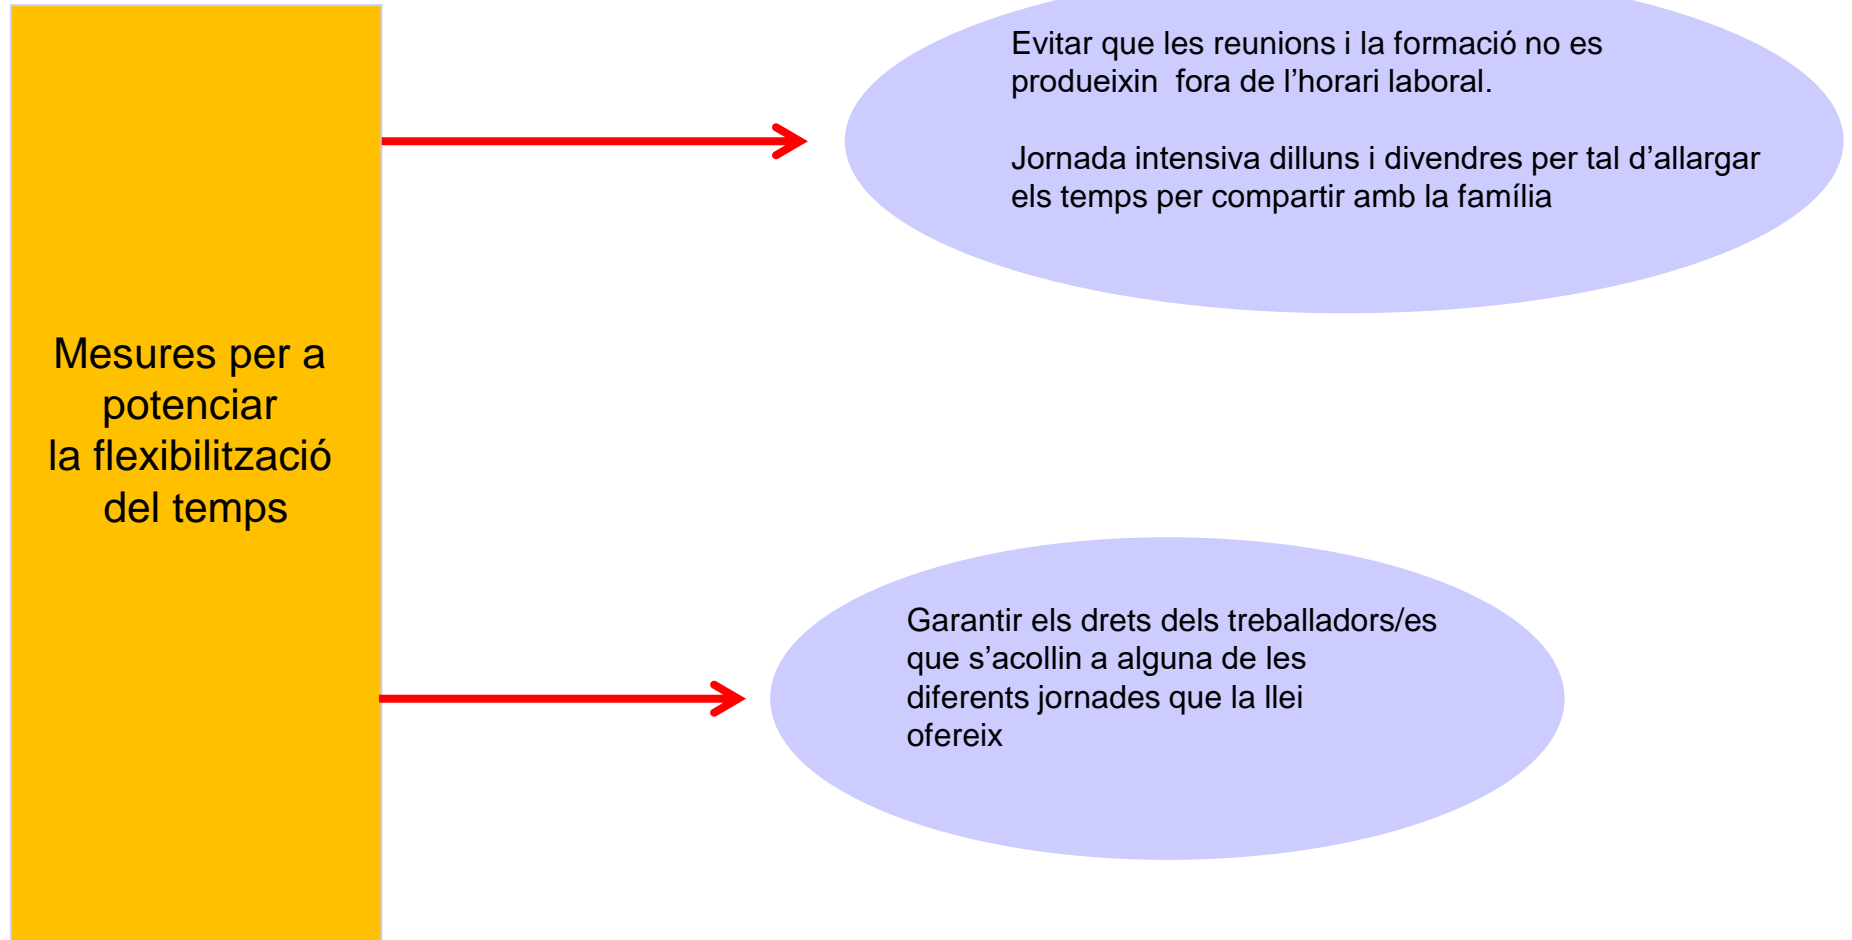 Mesures per a
potenciar
la flexibilització
del temps
Evitar que les reunions i la formació no es
produeixin  fora de l’horari laboral.
Jornada intensiva dilluns i divendres per tal d’allargar
els temps per compartir amb la família
Garantir els drets dels treballadors/es
que s’acollin a alguna de les
diferents jornades que la llei
ofereix